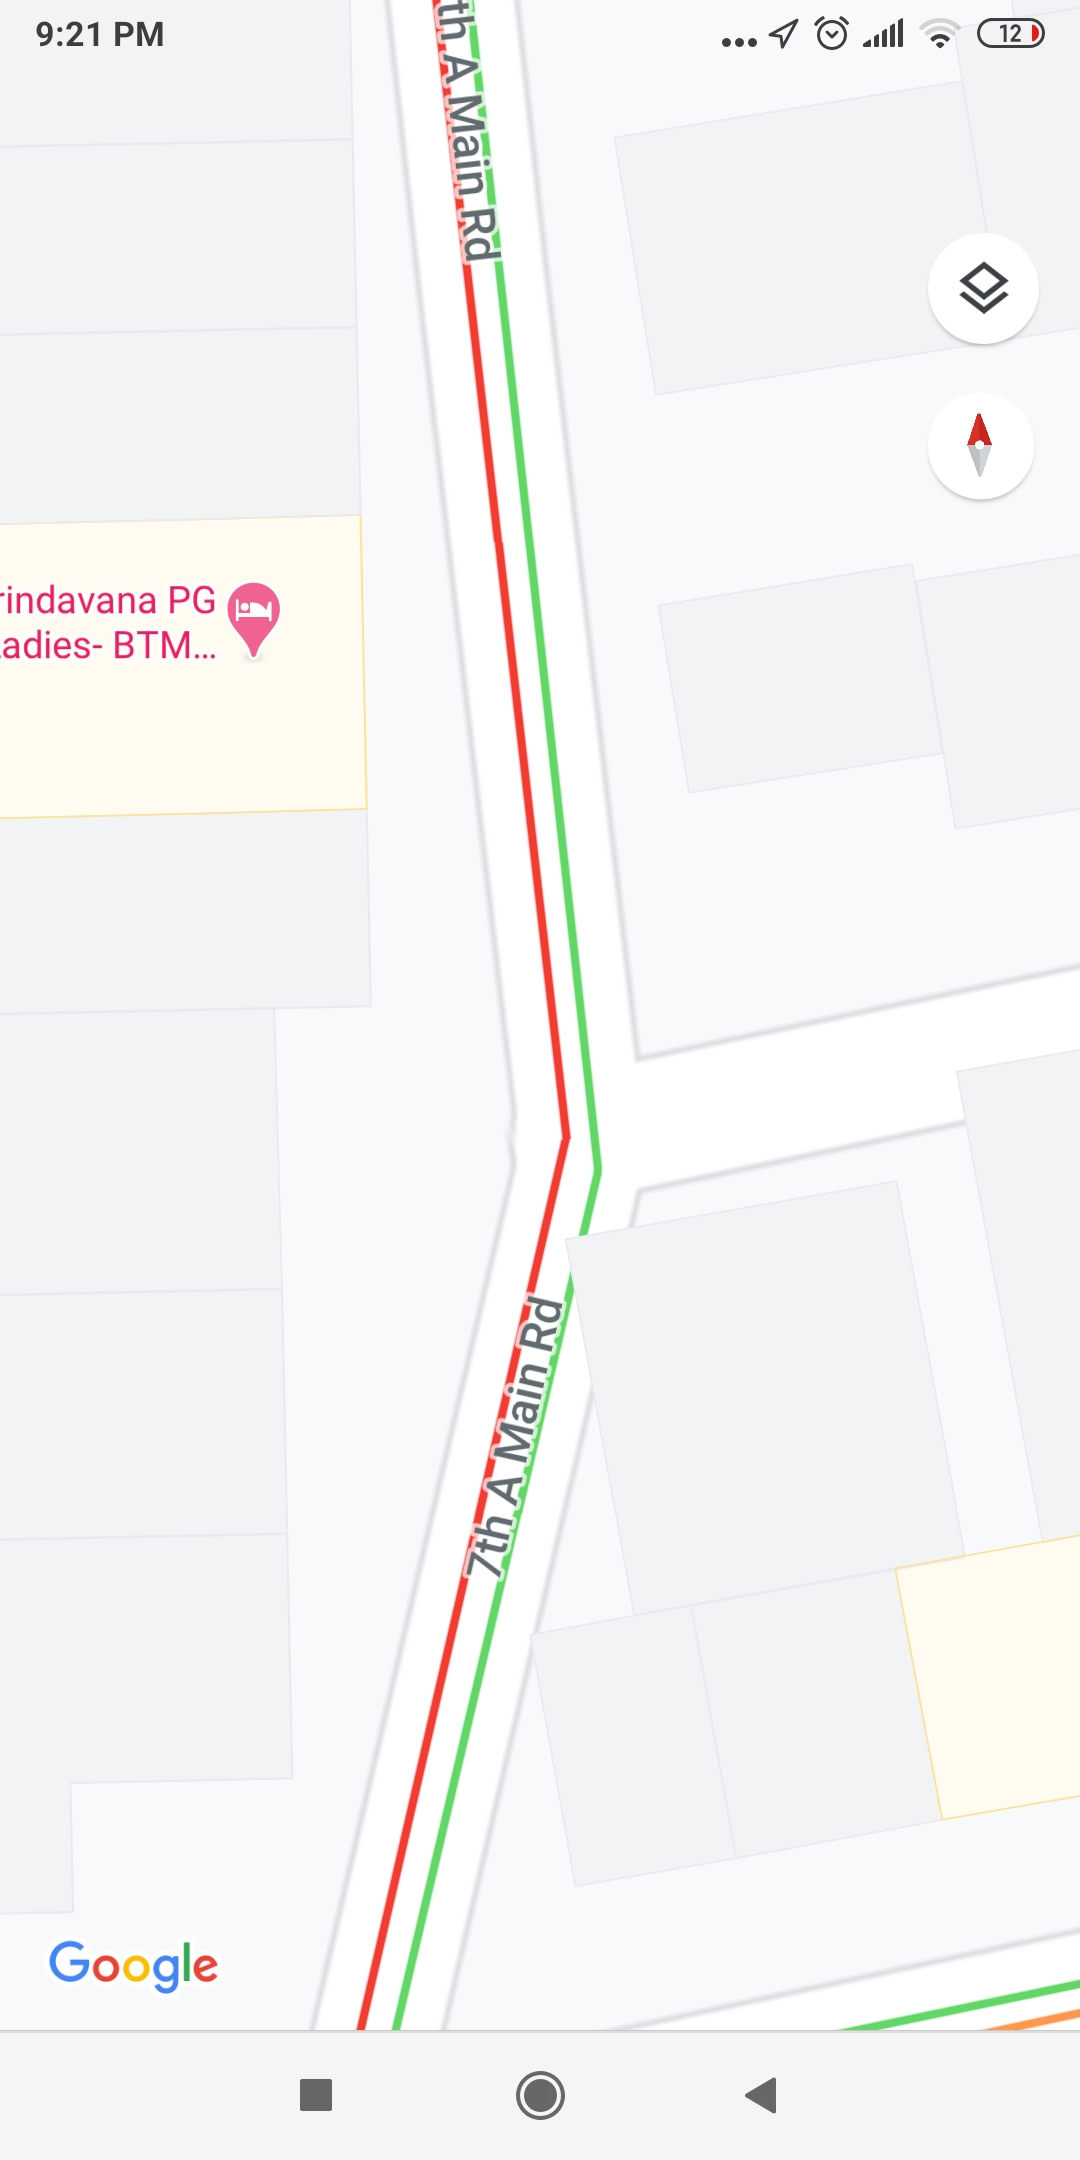 9:21 PM
12
th A Main Rd
rindavana PG
adies- BTM...
7th A Main Rd
Google